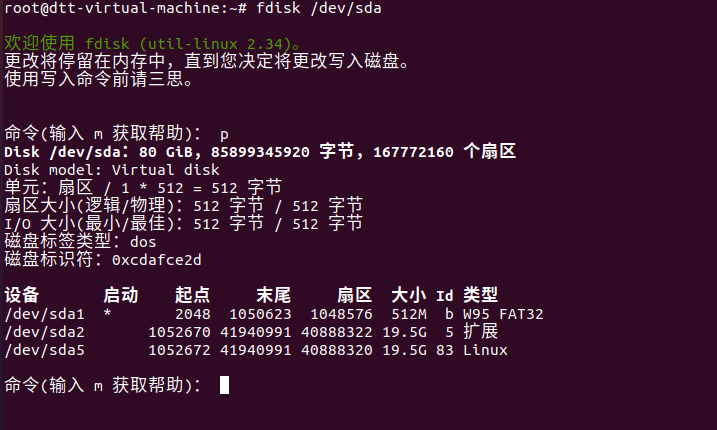 root@dtt-virtual-machine:~# fdisk /dev/sda
欢迎使用 fdisk (util-linux 2.34)。
更改将停留在内存中，直到您决定将更改写入磁盘。
使用写入命令前请三思。
命令(输入 m 获取帮助)： p
Disk /dev/sda：80 GiB，85899345920 字节，167772160 个扇区
Disk model: Virtual disk
单元：扇区 / 1 * 512 = 512 字节
扇区大小(逻辑/物理)：512 字节 / 512 字节
I/O 大小(最小/最佳)：512 字节 / 512 字节
磁盘标签类型：dos
磁盘标识符：0xcdafce2d
设备 启动 起点 末尾 扇区 大小 Id 类型
/dev/sda1 * 2048 1050623 1048576 512M b W95 FAT32
/dev/sda2 1052670 41940991 40888322 19.5G 5 扩展
/dev/sda5 1052672 41940991 40888320 19.5G 83 Linux
命令(输入 m 获取帮助)：